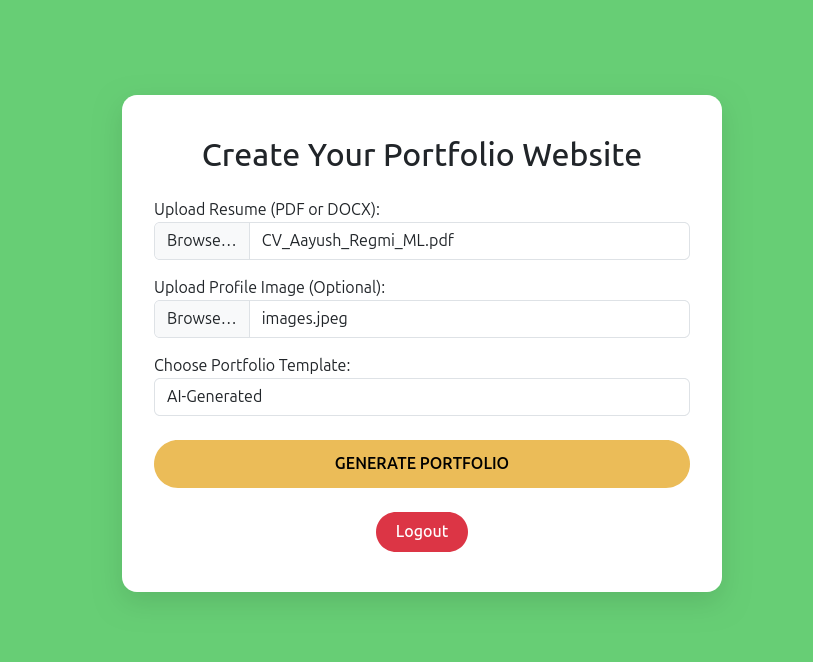 Create Your Portfolio Website
Upload Resume (PDF or DOCX):
Browse… CV_Aayush_Regmi_ML.pdf
Upload Profile Image (Optional):
Browse… images.jpeg
Choose Portfolio Template:
AI-Generated
GENERATE PORTFOLIO
Logout